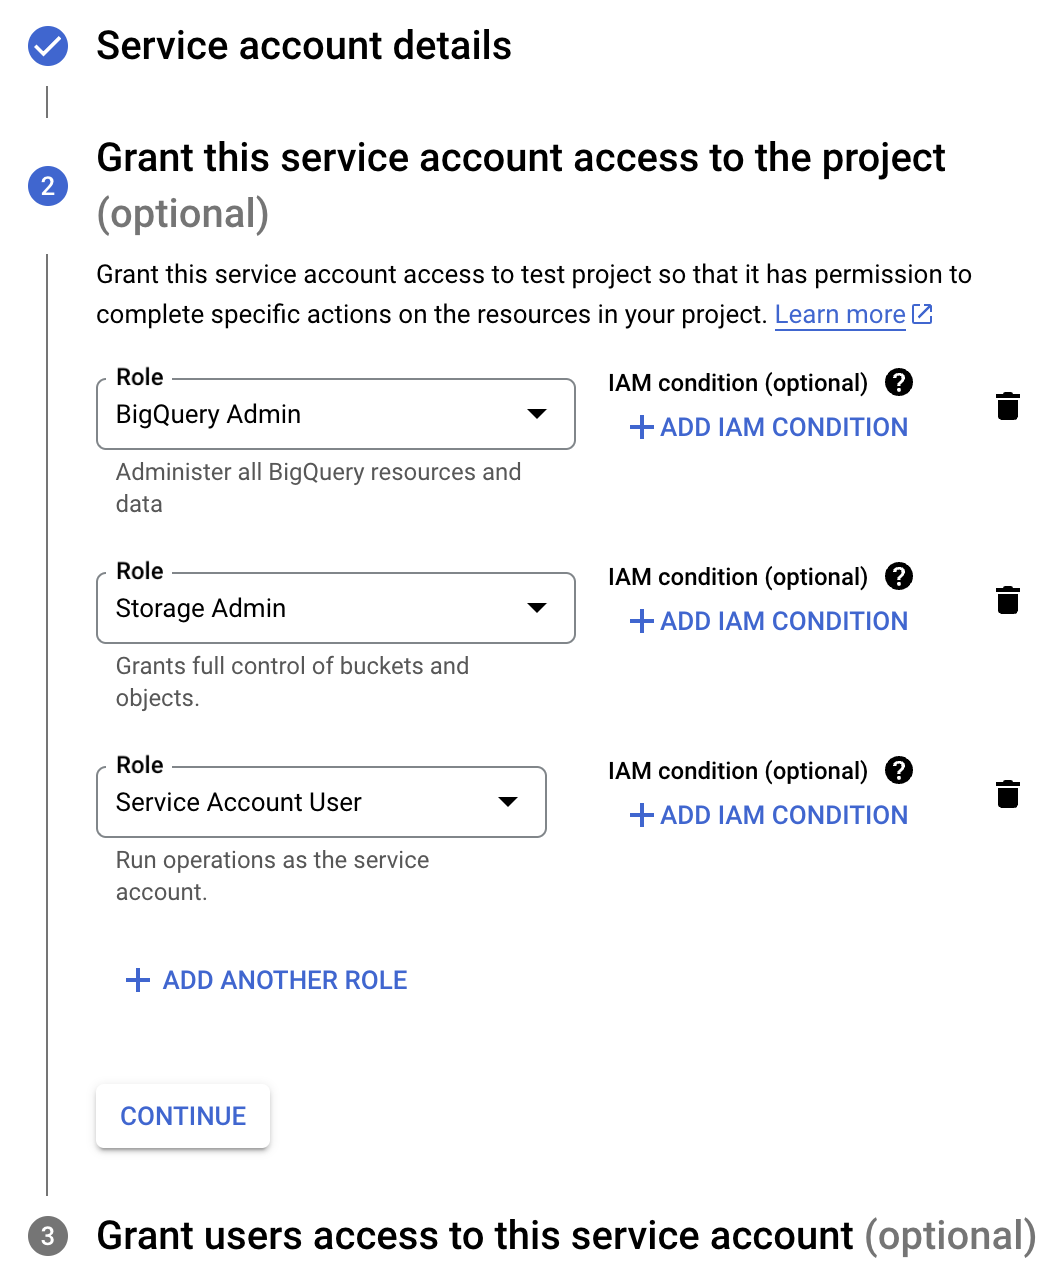 Service account details
2
Grant this service account access to the project
(optional)
Grant this service account access to test project so that it has permission to
complete specific actions on the resources in your project. Learn more
Role
BigQuery Admin
IAM condition (optional) ?
+ ADD IAM CONDITION
Administer all BigQuery resources and
data
Role
Storage Admin
IAM condition (optional) ?
+ ADD IAM CONDITION
Grants full control of buckets and
objects.
Role
Service Account User
IAM condition (optional) ?
+ ADD IAM CONDITION
Run operations as the service
account.
+ ADD ANOTHER ROLE
CONTINUE
3
Grant users access to this service account (optional)